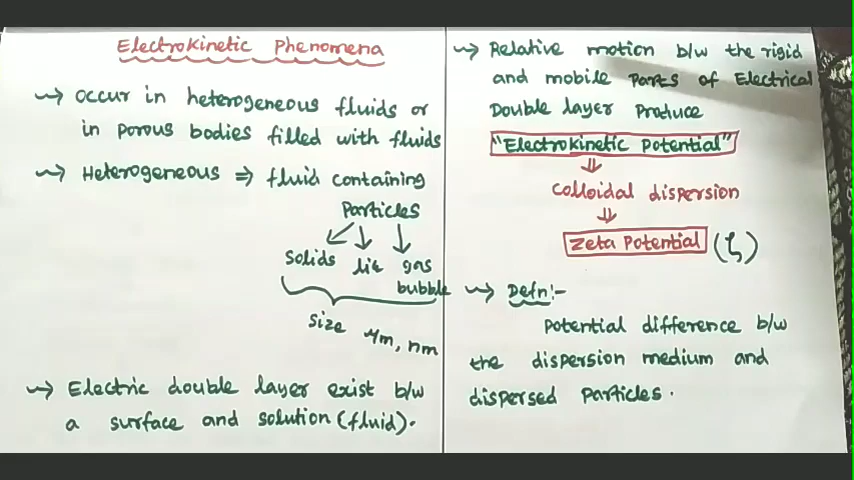 Electrokinetic Phenomena
⇝ occur in heterogeneous fluids or
in porous bodies filled with fluids
⇝ Heterogeneous ⇒ fluid containing
Particles
Solids liq gas
bubble
size μm, nm
⇝ Electric double layer exist b/w
a surface and solution (fluid).
⇝ Relative motion b/w the rigid
and mobile parts of Electrical
Double layer Produce
"Electrokinetic Potential"
⇓
Colloidal dispersion
⇓
Zeta Potential (ζ)
⇝ Defn:-
Potential difference b/w
the dispersion medium and
dispersed Particles.